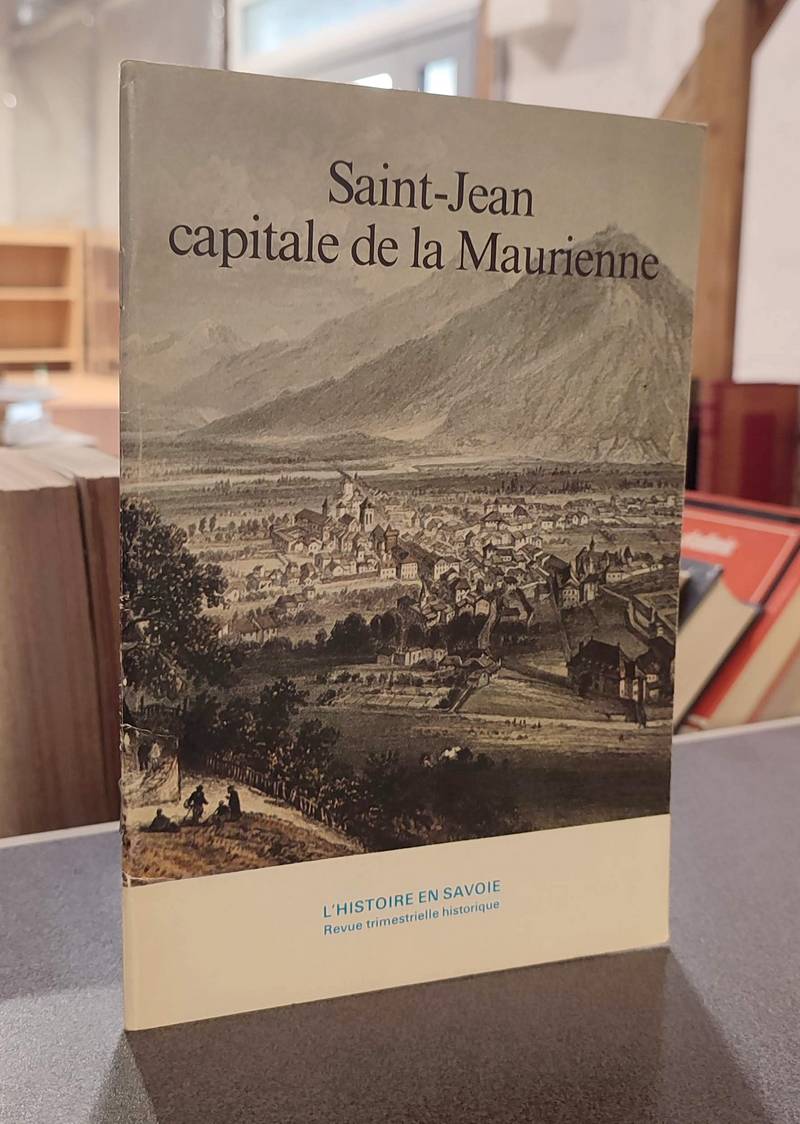 Saint-Jean
capitale de la Maurienne
L'HISTOIRE EN SAVOIE
Revue trimestrielle historique